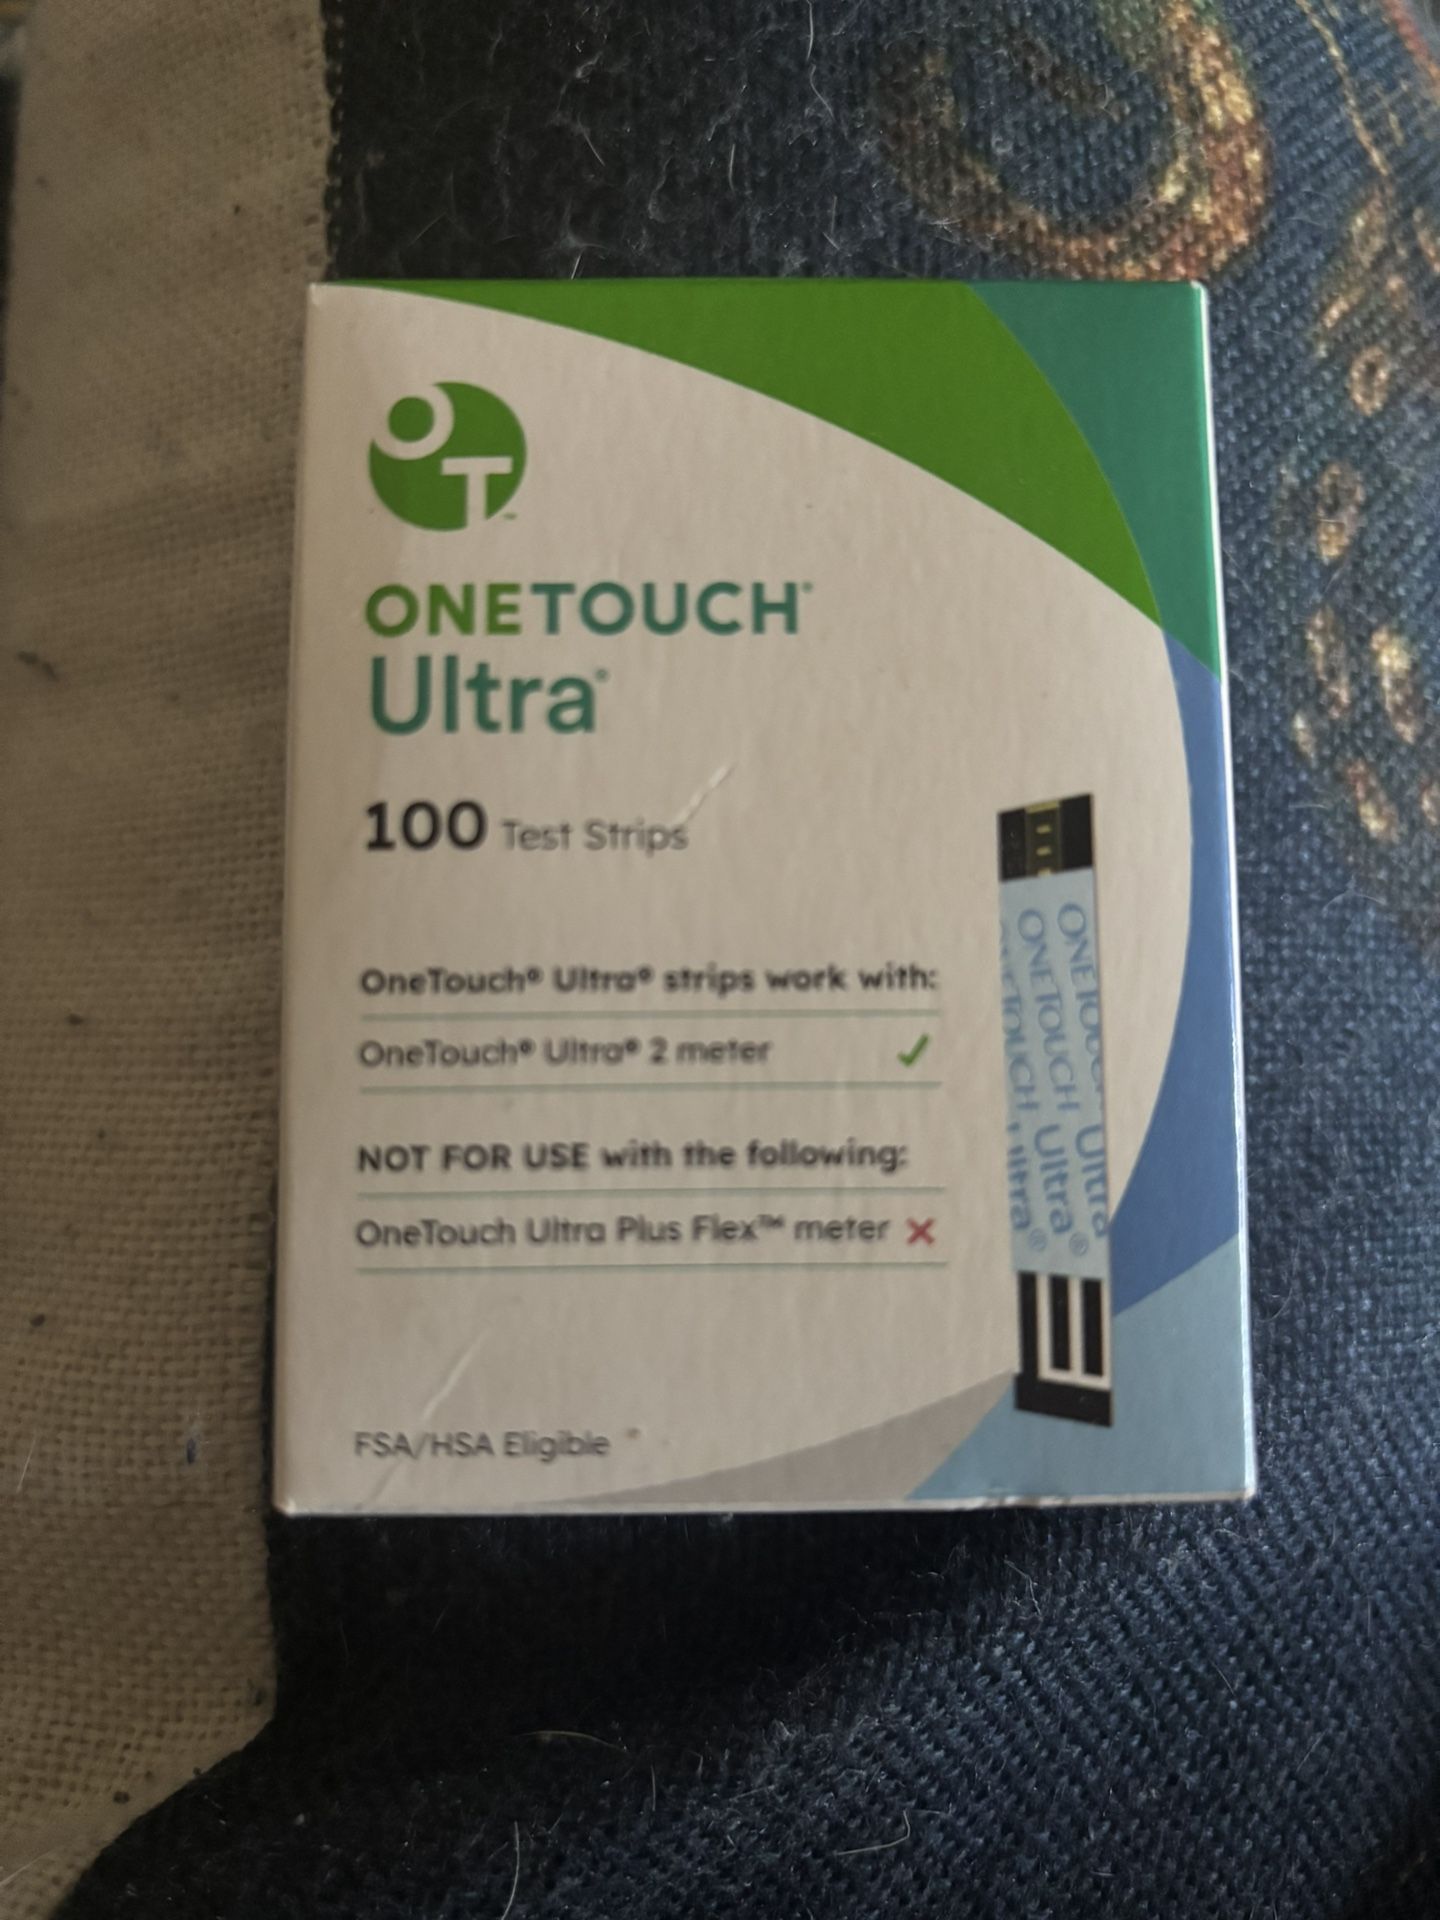 OT™
ONETOUCH®
Ultra®
100 Test Strips
OneTouch® Ultra® strips work with:
OneTouch® Ultra® 2 meter ✓
NOT FOR USE with the following:
OneTouch Ultra Plus Flex™ meter ✗
FSA/HSA Eligible
ONETOUCH Ultra
ONETOUCH Ultra®
ONETOUCH Ultra®